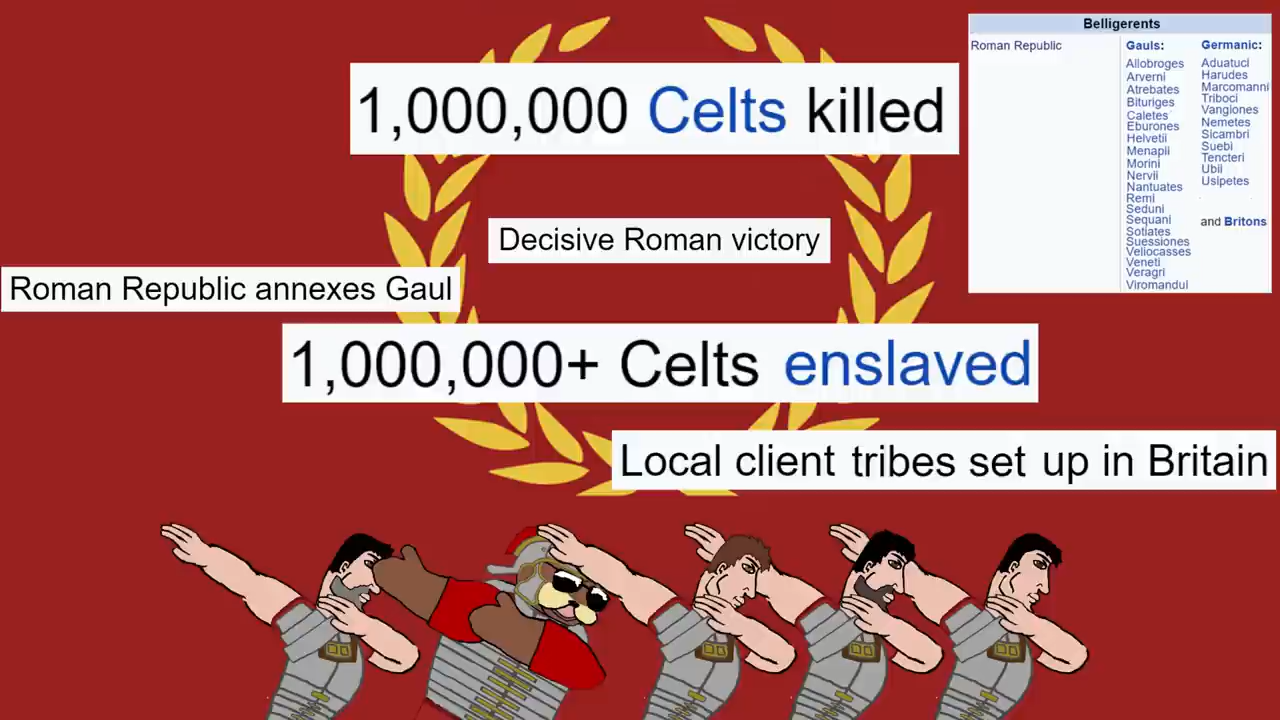 Belligerents
Roman Republic
Gauls:
Allobroges
Arverni
Atrebates
Bituriges
Caletes
Eburones
Helvetii
Menapii
Morini
Nervii
Nantuates
Remi
Seduni
Sequani
Sotiates
Suessiones
Veliocasses
Veneti
Veragri
Viromandui
Germanic:
Aduatuci
Harudes
Marcomanni
Triboci
Vangiones
Nemetes
Sicambri
Suebi
Tencteri
Ubii
Usipetes
and Britons
1,000,000 Celts killed
Decisive Roman victory
Roman Republic annexes Gaul
1,000,000+ Celts enslaved
Local client tribes set up in Britain